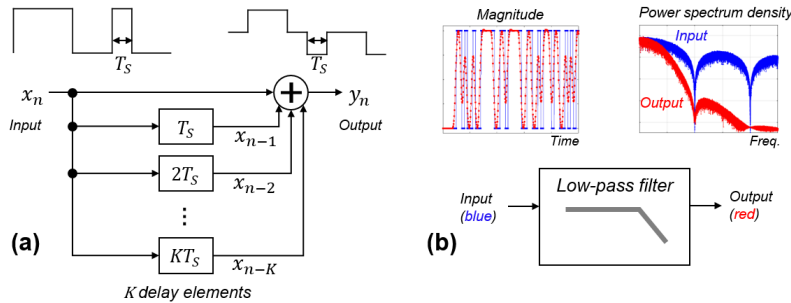 T_S
T_S
x_n
y_n
Input
Output
T_S
x_{n−1}
2T_S
x_{n−2}
⋮
KT_S
x_{n−K}
(a)
K delay elements
Magnitude
Time
Power spectrum density
Input
Output
Freq.
Low-pass filter
Input
(blue)
Output
(red)
(b)